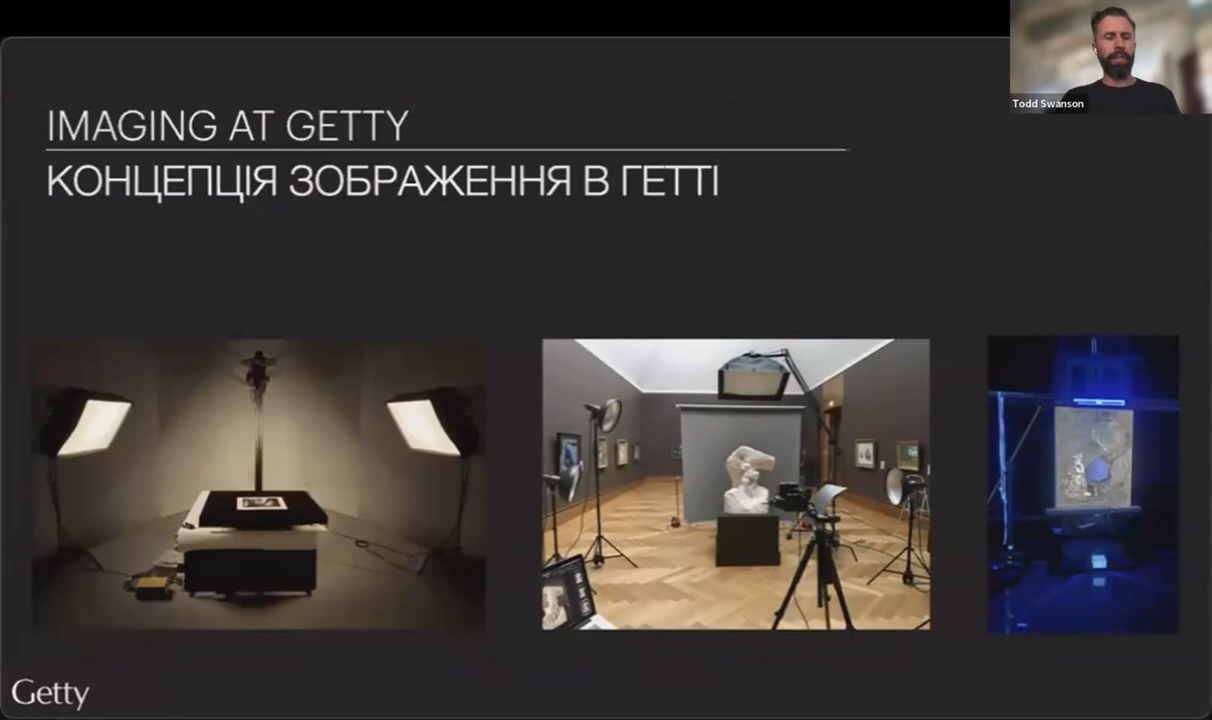 Todd Swanson
IMAGING AT GETTY
КОНЦЕПЦІЯ ЗОБРАЖЕННЯ В ГЕТТІ
Getty